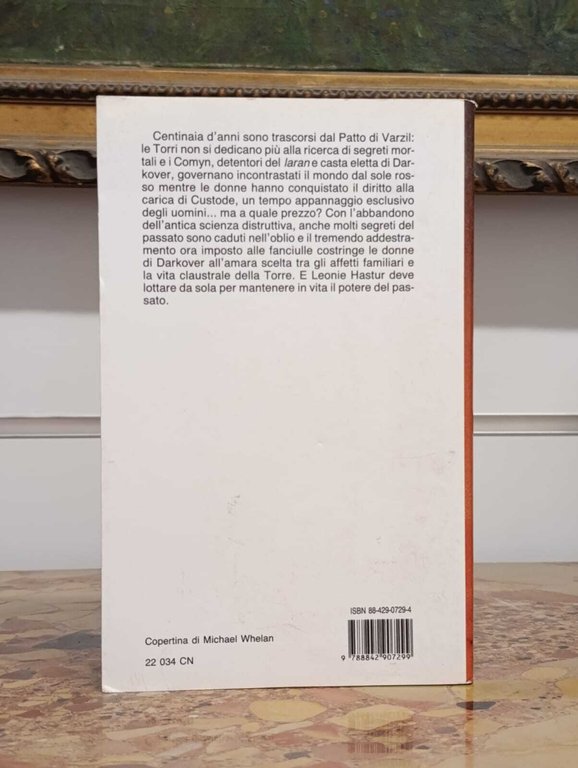 Centinaia d'anni sono trascorsi dal Patto di Varzil:
le Torri non si dedicano più alla ricerca di segreti mor-
tali e i Comyn, detentori del laran e casta eletta di Dar-
kover, governano incontrastati il mondo dal sole ros-
so mentre le donne hanno conquistato il diritto alla
carica di Custode, un tempo appannaggio esclusivo
degli uomini... ma a quale prezzo? Con l'abbandono
dell'antica scienza distruttiva, anche molti segreti del
passato sono caduti nell'oblio e il tremendo addestra-
mento ora imposto alle fanciulle costringe le donne
di Darkover all'amara scelta tra gli affetti familiari e
la vita claustrale della Torre. E Leonie Hastur deve
lottare da sola per mantenere in vita il potere del pas-
sato.
ISBN 88-429-0729-4
9 788842 907299
Copertina di Michael Whelan
22 034 CN